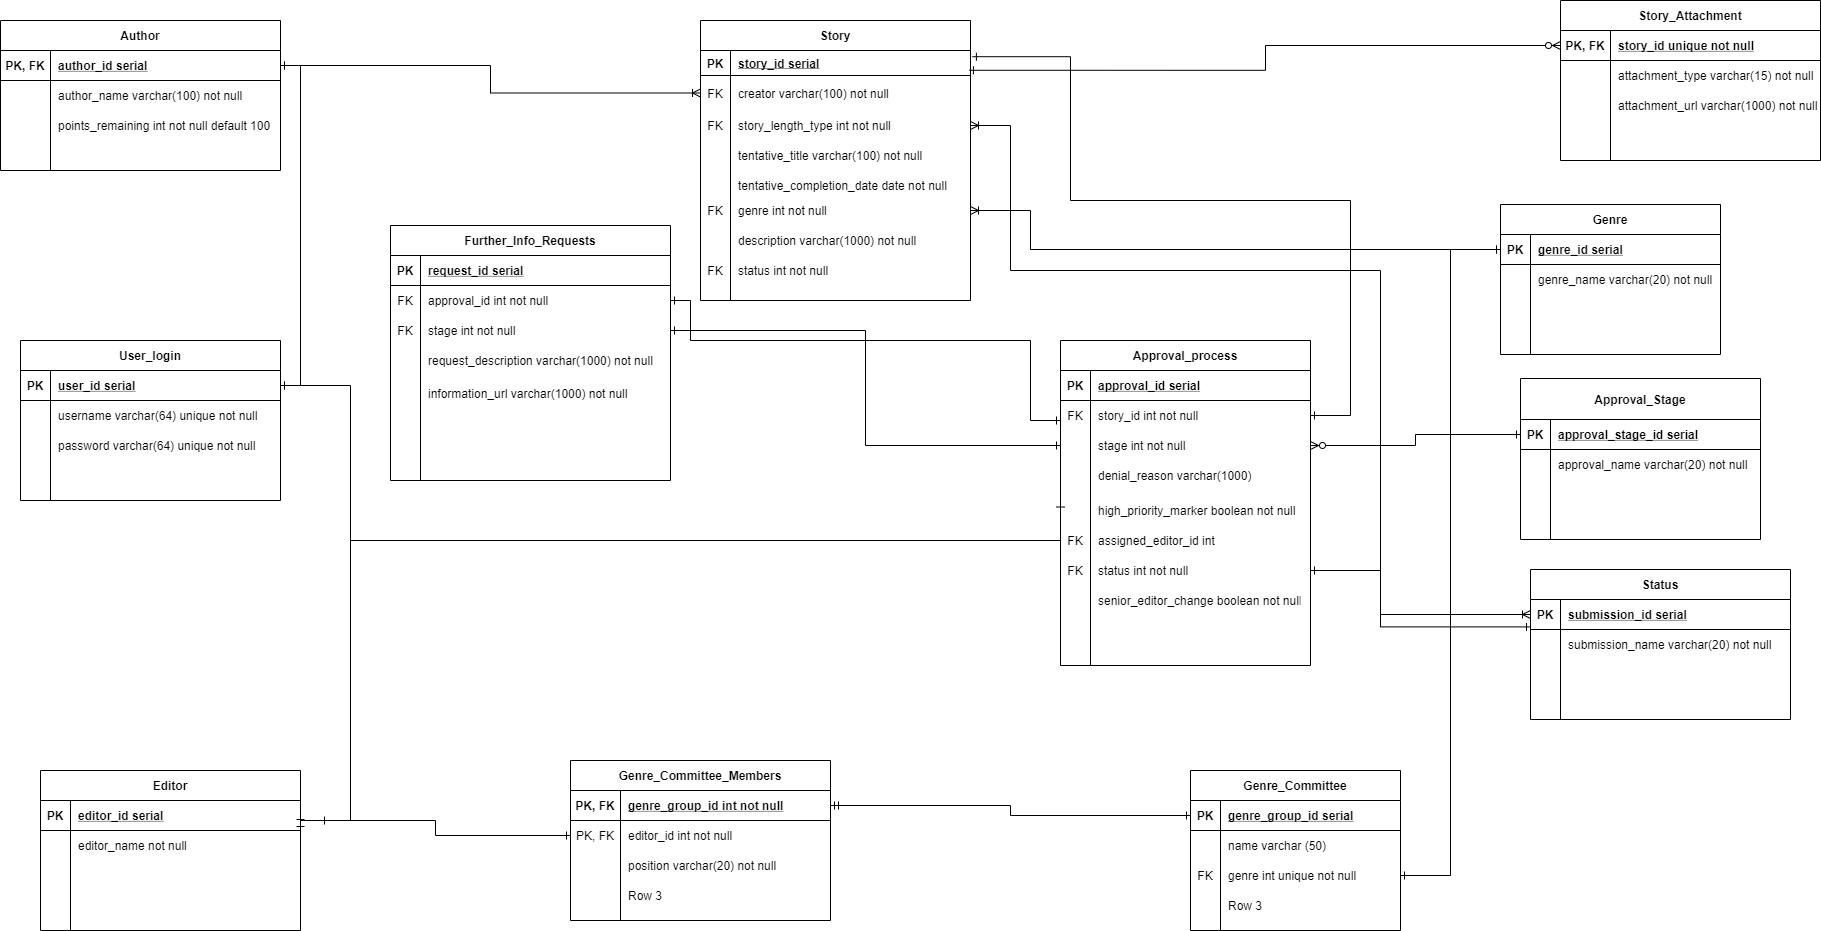 Author
PK, FK author_id serial
author_name varchar(100) not null
points_remaining int not null default 100
Story
PK story_id serial
FK creator varchar(100) not null
FK story_length_type int not null
tentative_title varchar(100) not null
tentative_completion_date date not null
FK genre int not null
description varchar(1000) not null
FK status int not null
Story_Attachment
PK, FK story_id unique not null
attachment_type varchar(15) not null
attachment_url varchar(1000) not null
Genre
PK genre_id serial
genre_name varchar(20) not null
Further_Info_Requests
PK request_id serial
FK approval_id int not null
FK stage int not null
request_description varchar(1000) not null
information_url varchar(1000) not null
User_login
PK user_id serial
username varchar(64) unique not null
password varchar(64) unique not null
Approval_process
PK approval_id serial
FK story_id int not null
stage int not null
denial_reason varchar(1000)
high_priority_marker boolean not null
FK assigned_editor_id int
FK status int not null
senior_editor_change boolean not null
Approval_Stage
PK approval_stage_id serial
approval_name varchar(20) not null
Status
PK submission_id serial
submission_name varchar(20) not null
Editor
PK editor_id serial
editor_name not null
Genre_Committee_Members
PK, FK genre_group_id int not null
PK, FK editor_id int not null
position varchar(20) not null
Row 3
Genre_Committee
PK genre_group_id serial
name varchar (50)
FK genre int unique not null
Row 3